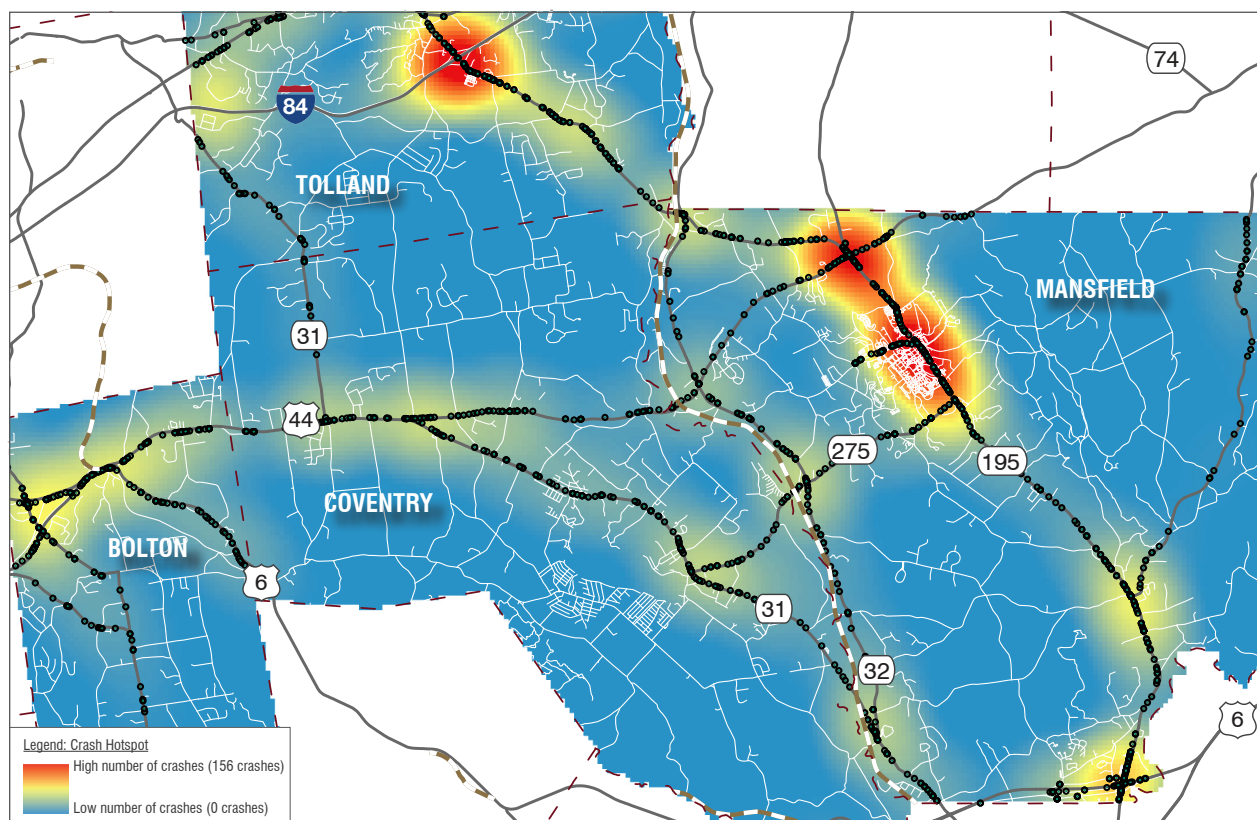 74
84
TOLLAND
MANSFIELD
31
44
275
195
COVENTRY
BOLTON
6
31
32
6
Legend: Crash Hotspot
High number of crashes (156 crashes)
Low number of crashes (0 crashes)